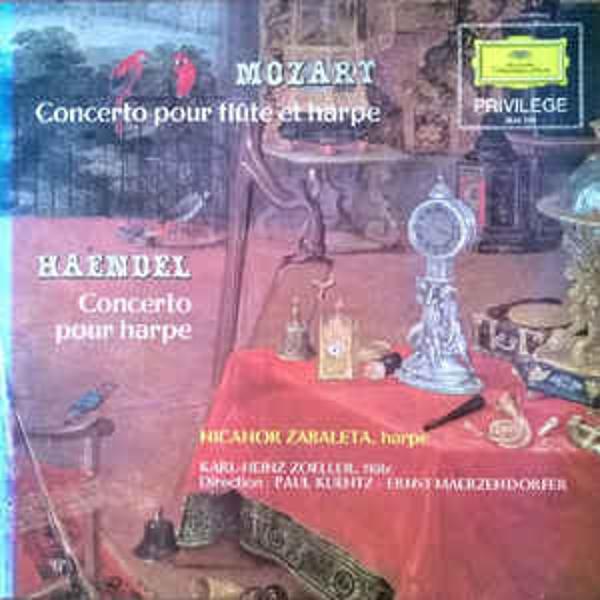 MOZART
Concerto pour flûte et harpe
PRIVILEGE
HAENDEL
Concerto
pour harpe
NICANOR ZABALETA, harpe
KARL-HEINZ ZOELLER, flûte
Direction : PAUL KUENTZ - ERNST MAERZENDORFER